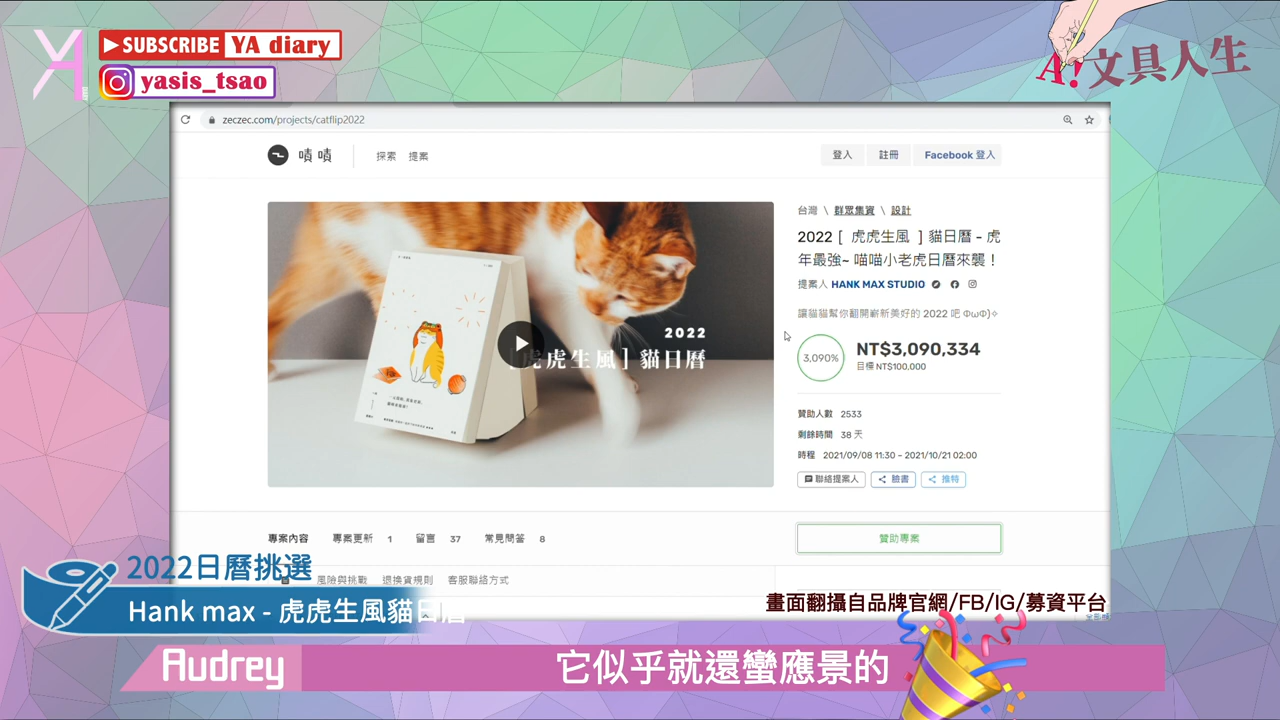 YA
SUBSCRIBE YA diary
yasis_tsao
A!文具人生
zeczec.com/projects/catflip2022
嘖嘖
探索 提案
登入 註冊 Facebook 登入
2022
[虎虎生風] 貓日曆
台灣 \ 群眾集資 \ 設計
2022 [ 虎虎生風 ] 貓日曆 - 虎
年最強~ 喵喵小老虎日曆來襲！
提案人 HANK MAX STUDIO
讓貓貓幫你翻開嶄新美好的 2022 吧 ΦωΦ)✧
3,090%
NT$3,090,334
目標 NT$100,000
贊助人數 2533
剩餘時間 38 天
時程 2021/09/08 11:30 – 2021/10/21 02:00
聯絡提案人 臉書 推特
專案內容 專案更新 1 留言 37 常見問答 8
贊助專案
風險與挑戰 退換貨規則 客服聯絡方式
2022日曆挑選
Hank max - 虎虎生風貓日曆
畫面翻攝自品牌官網/FB/IG/募資平台
Audrey
它似乎就還蠻應景的